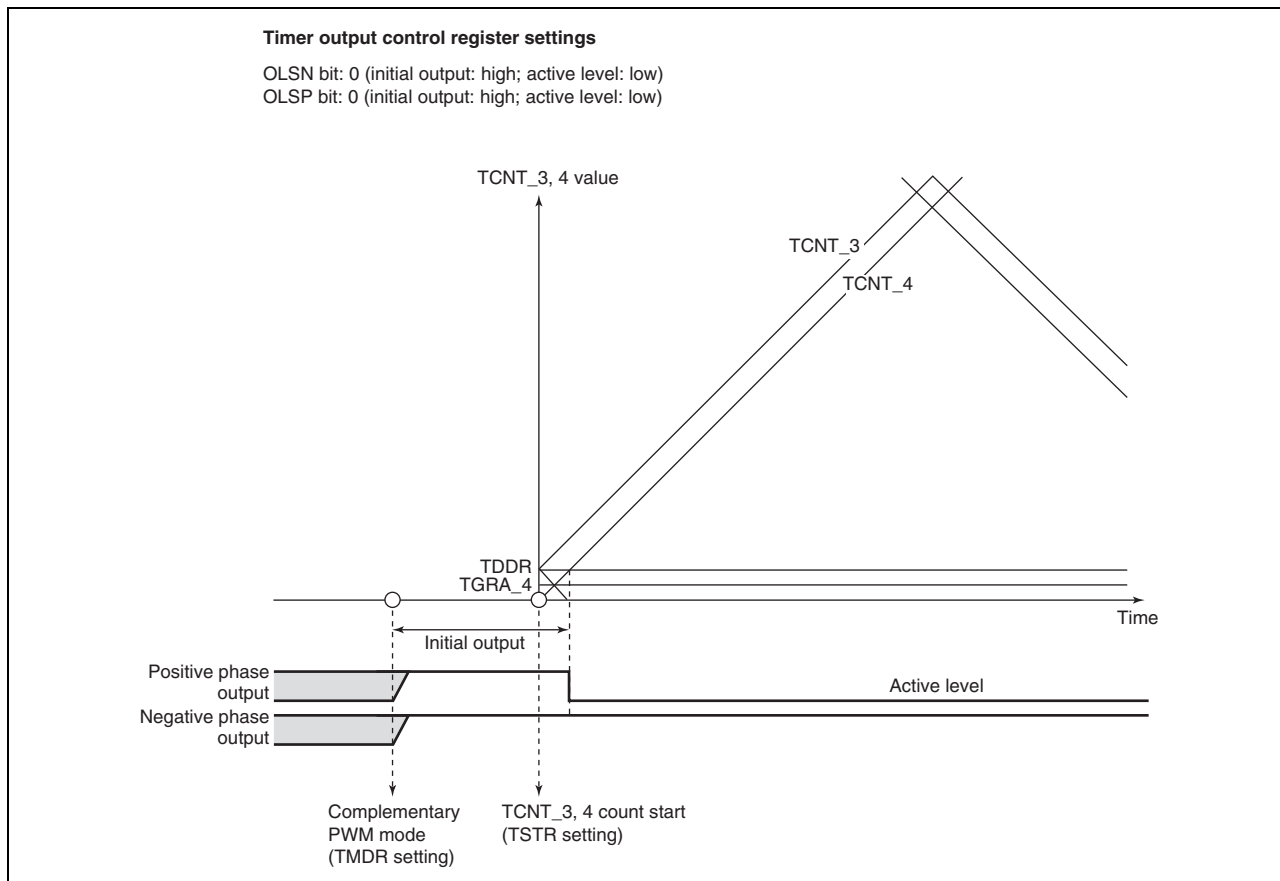 Timer output control register settings
OLSN bit: 0 (initial output: high; active level: low)
OLSP bit: 0 (initial output: high; active level: low)
TCNT_3, 4 value
TCNT_3
TCNT_4
TDDR
TGRA_4
Time
Initial output
Positive phase
output
Active level
Negative phase
output
Complementary
PWM mode
(TMDR setting)
TCNT_3, 4 count start
(TSTR setting)